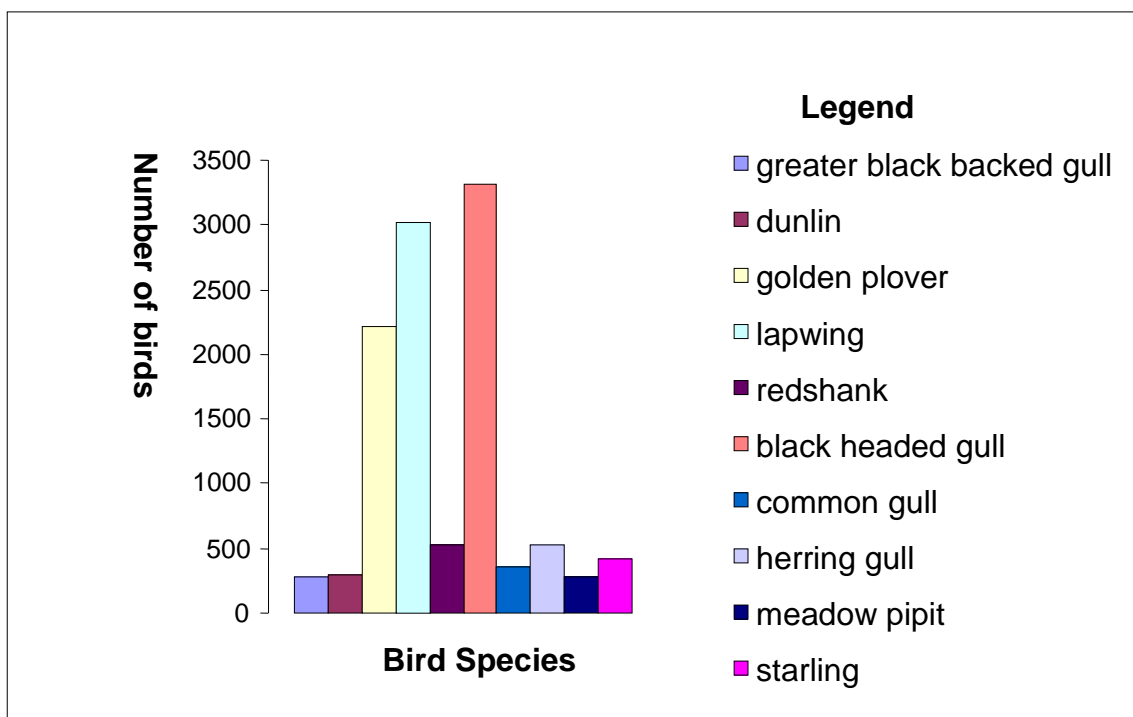 Number of birds
3500
3000
2500
2000
1500
1000
500
0
Bird Species
Legend
greater black backed gull
dunlin
golden plover
lapwing
redshank
black headed gull
common gull
herring gull
meadow pipit
starling